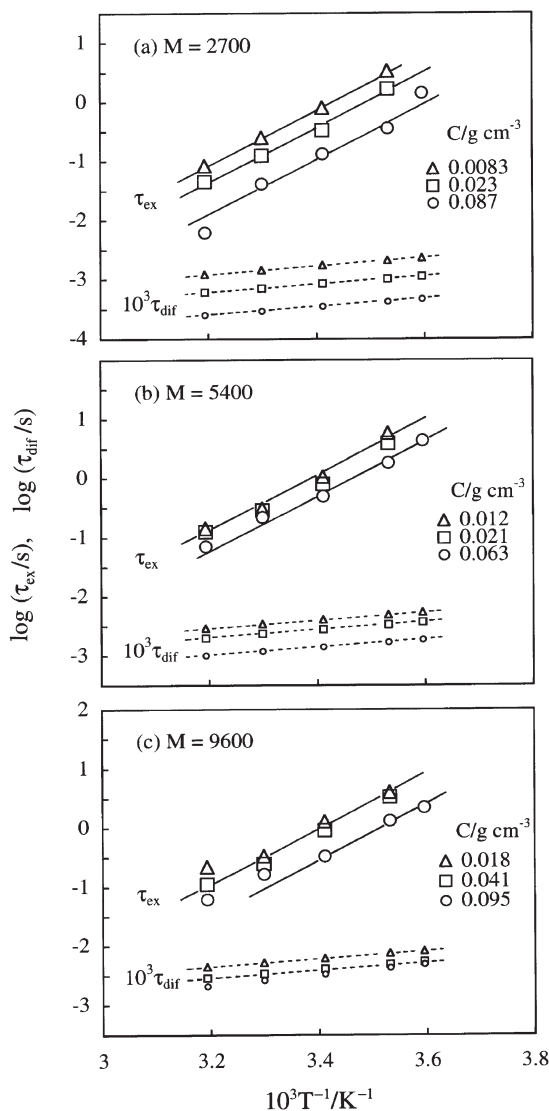 (a) M = 2700
1
0
-1
-2
-3
-4
C/g cm⁻³
△ 0.0083
□ 0.023
○ 0.087
τex
10³τdif
(b) M = 5400
1
0
-1
-2
-3
C/g cm⁻³
△ 0.012
□ 0.021
○ 0.063
τex
10³τdif
log (τex/s), log (τdif/s)
(c) M = 9600
2
1
0
-1
-2
-3
C/g cm⁻³
△ 0.018
□ 0.041
○ 0.095
τex
10³τdif
3 3.2 3.4 3.6 3.8
10³T⁻¹/K⁻¹